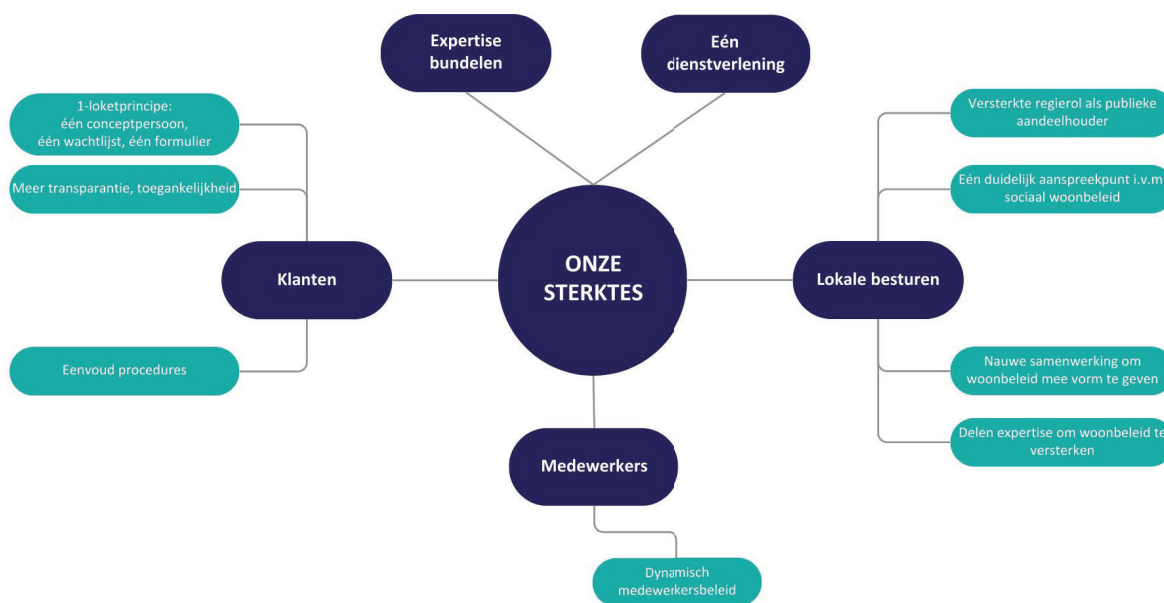 Expertise
bundelen
Eén
dienstverlening
1-loketprincipe:
één conceptpersoon,
één wachtlijst, één formulier
Meer transparantie, toegankelijkheid
Klanten
Eenvoud procedures
ONZE
STERKTES
Versterkte regierol als publieke
aandeelhouder
Eén duidelijk aanspreekpunt i.v.m
sociaal woonbeleid
Lokale besturen
Nauwe samenwerking om
woonbeleid mee vorm te geven
Delen expertise om woonbeleid te
versterken
Medewerkers
Dynamisch
medewerkersbeleid